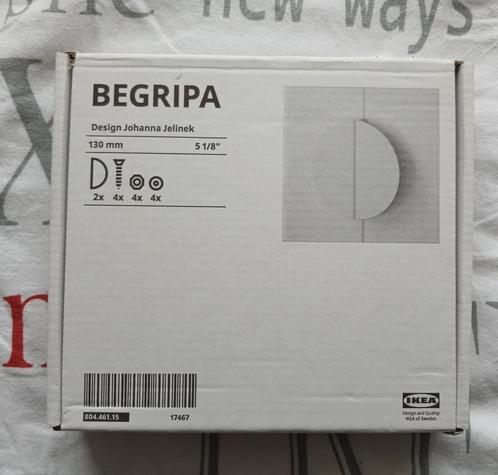 new ways
BEGRIPA
Design Johanna Jelinek
130 mm 5 1/8"
2x 4x 4x 4x
804.461.15 17467
IKEA
Design and Quality
IKEA of Sweden